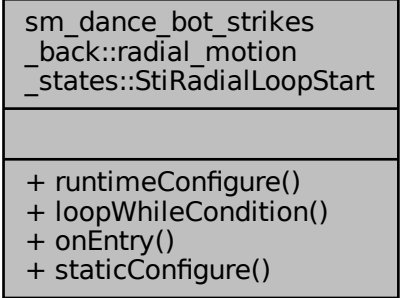 sm_dance_bot_strikes
_back::radial_motion
_states::StiRadialLoopStart
+ runtimeConfigure()
+ loopWhileCondition()
+ onEntry()
+ staticConfigure()